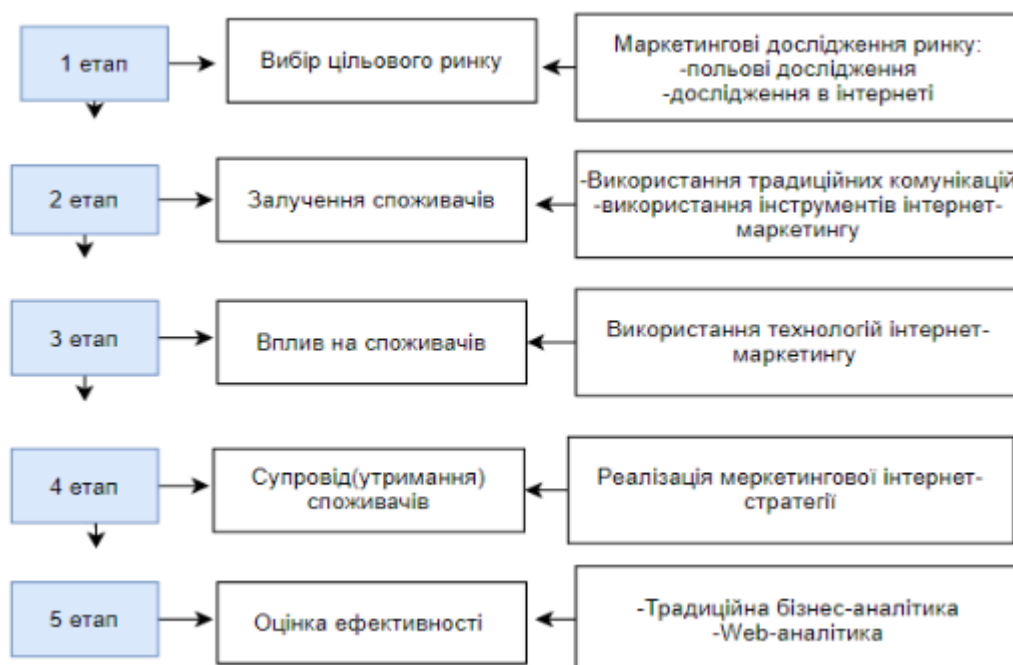 1 етап
Вибір цільового ринку
Маркетингові дослідження ринку:
-польові дослідження
-дослідження в інтернеті
2 етап
Залучення споживачів
-Використання традиційних комунікацій
-використання інструментів інтернет-
маркетингу
3 етап
Вплив на споживачів
Використання технологій інтернет-
маркетингу
4 етап
Супровід(утримання)
споживачів
Реалізація меркетингової інтернет-
стратегії
5 етап
Оцінка ефективності
-Традиційна бізнес-аналітика
-Web-аналітика